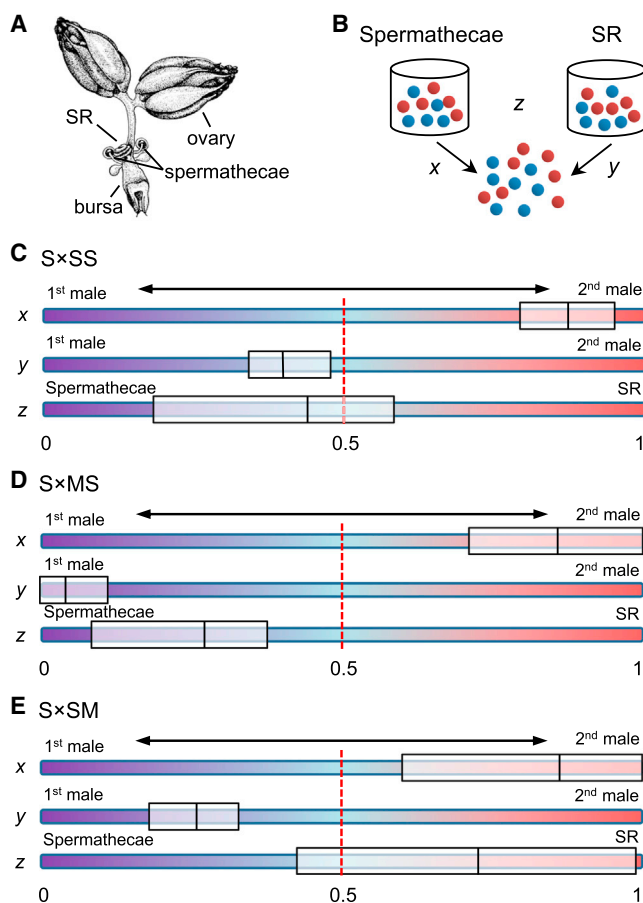 A
SR
ovary
spermathecae
bursa
B
Spermathecae SR
z
x y
C S×SS
1st male 2nd male
x
1st male 2nd male
y
Spermathecae SR
z
0 0.5 1
D S×MS
1st male 2nd male
x
1st male 2nd male
y
Spermathecae SR
z
0 0.5 1
E S×SM
1st male 2nd male
x
1st male 2nd male
y
Spermathecae SR
z
0 0.5 1